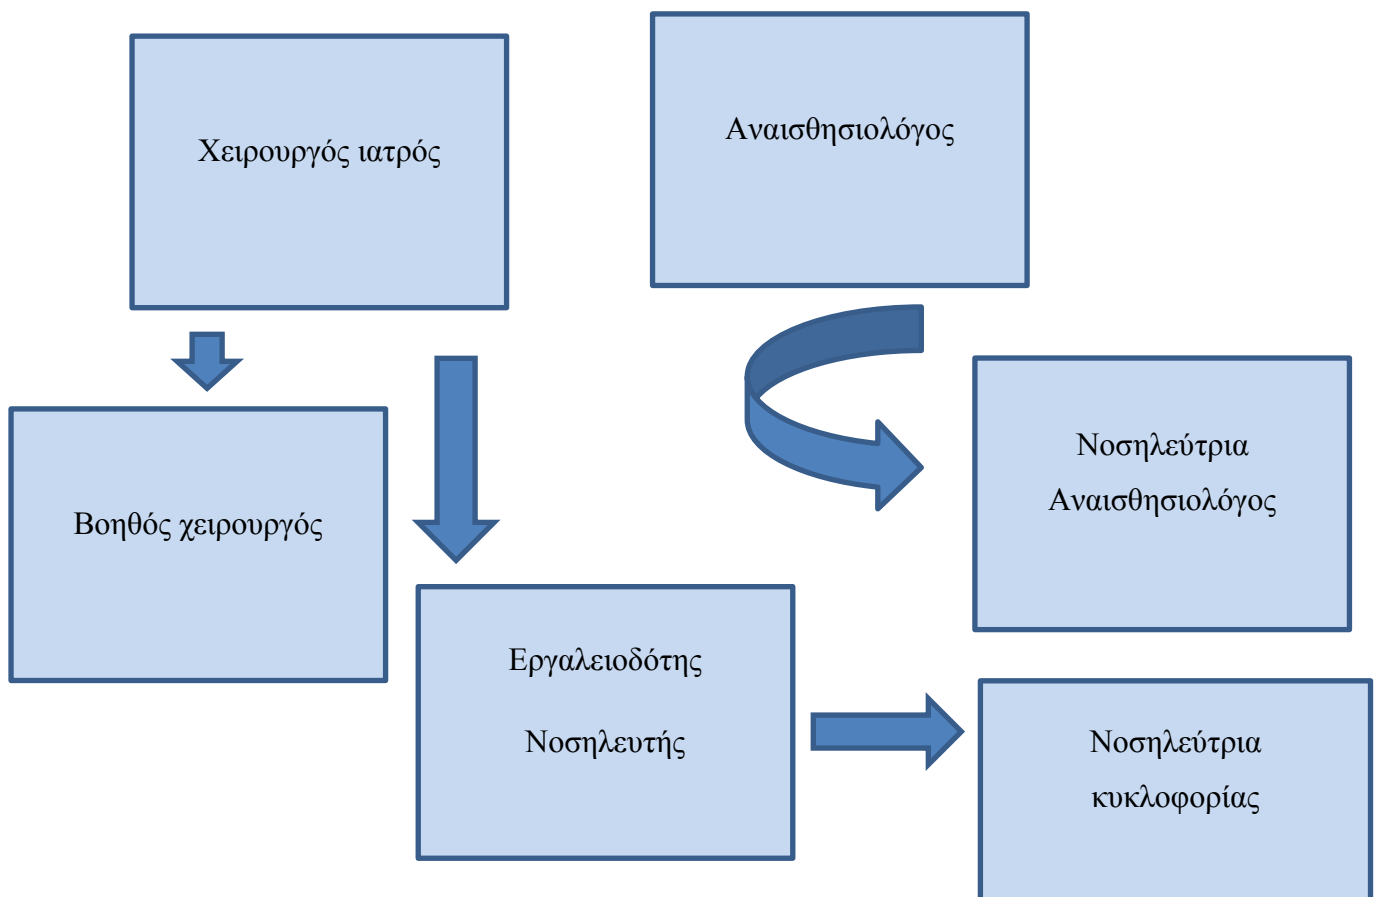 Χειρουργός ιατρός
Αναισθησιολόγος
Βοηθός χειρουργός
Νοσηλεύτρια
Αναισθησιολόγος
Εργαλειοδότης
Νοσηλευτής
Νοσηλεύτρια
κυκλοφορίας